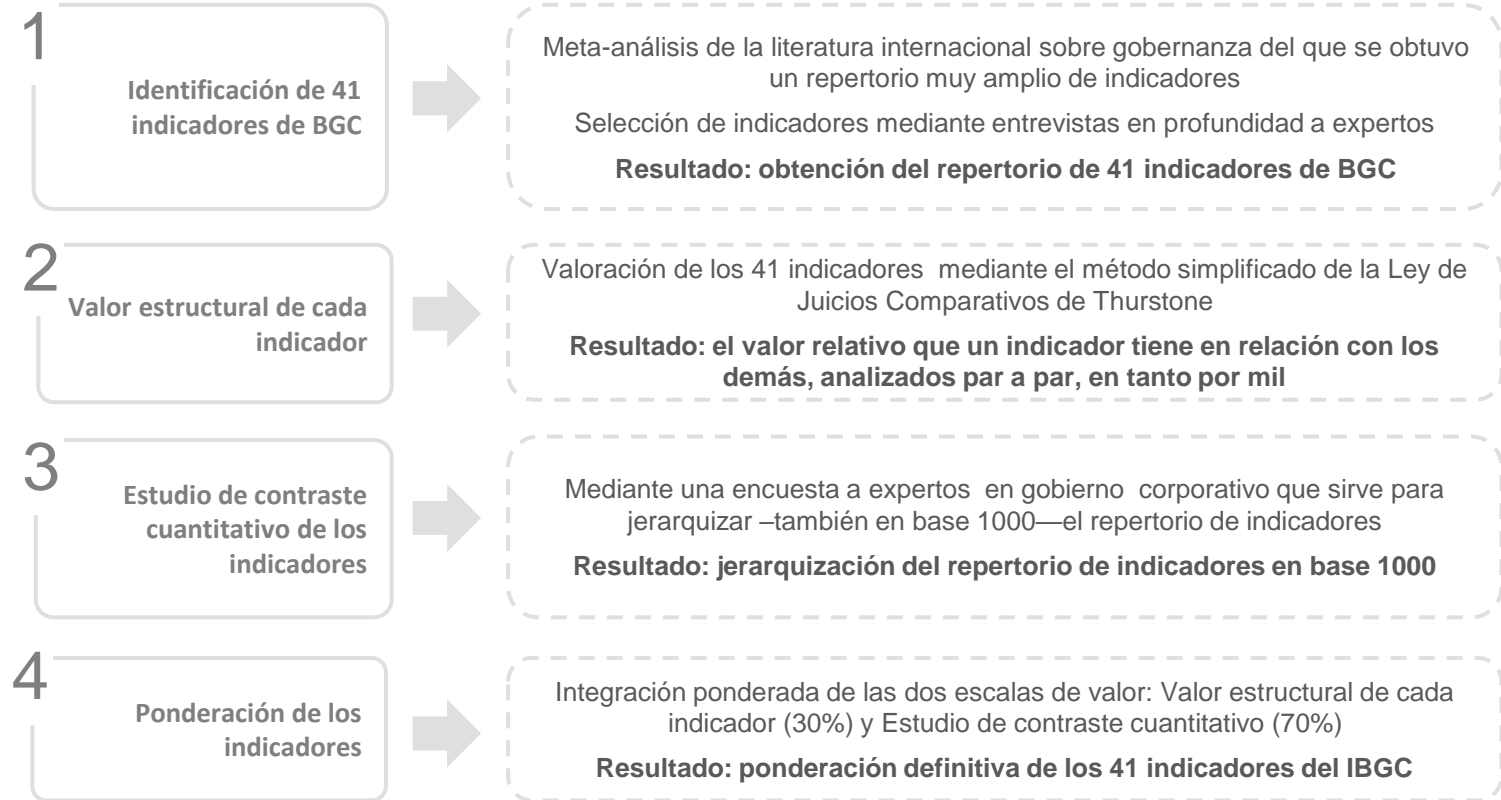 1
Identificación de 41
indicadores de BGC
Meta-análisis de la literatura internacional sobre gobernanza del que se obtuvo
un repertorio muy amplio de indicadores
Selección de indicadores mediante entrevistas en profundidad a expertos
Resultado: obtención del repertorio de 41 indicadores de BGC
2
Valor estructural de cada
indicador
Valoración de los 41 indicadores mediante el método simplificado de la Ley de
Juicios Comparativos de Thurstone
Resultado: el valor relativo que un indicador tiene en relación con los
demás, analizados par a par, en tanto por mil
3
Estudio de contraste
cuantitativo de los
indicadores
Mediante una encuesta a expertos en gobierno corporativo que sirve para
jerarquizar –también en base 1000—el repertorio de indicadores
Resultado: jerarquización del repertorio de indicadores en base 1000
4
Ponderación de los
indicadores
Integración ponderada de las dos escalas de valor: Valor estructural de cada
indicador (30%) y Estudio de contraste cuantitativo (70%)
Resultado: ponderación definitiva de los 41 indicadores del IBGC